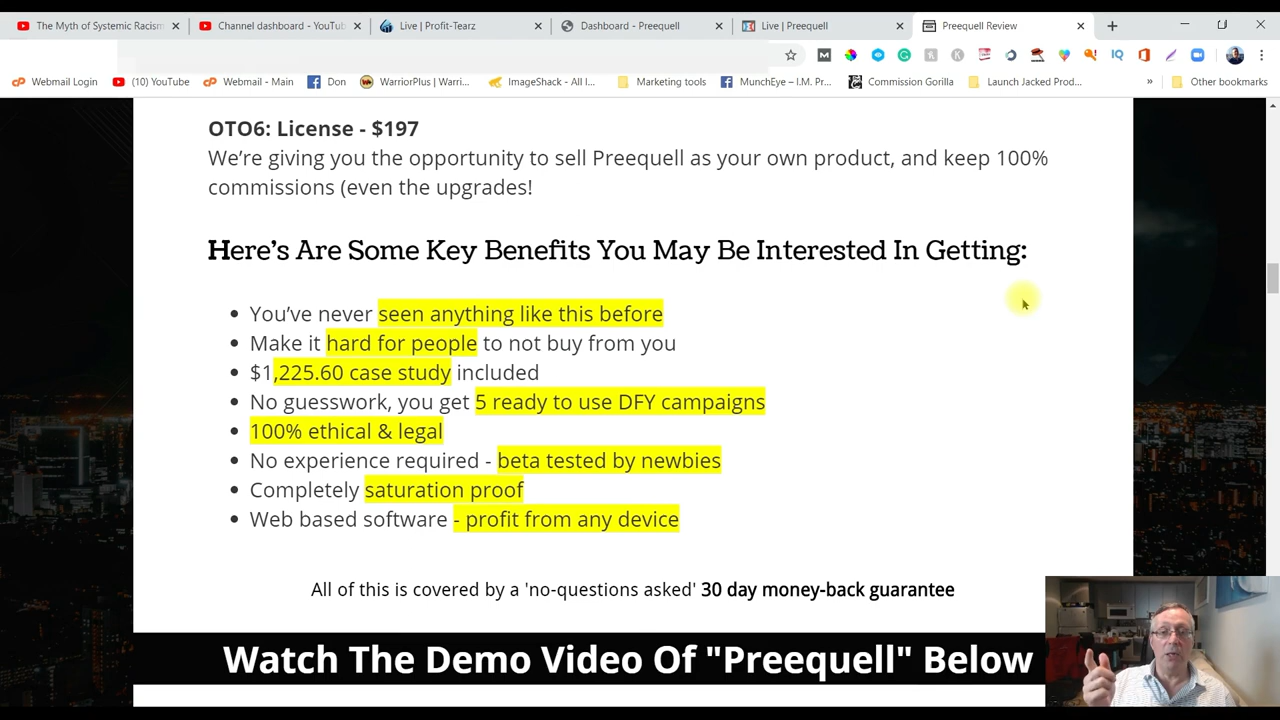 The Myth of Systemic Racism
Channel dashboard - YouTub
Live | Profit-Tearz
Dashboard - Preequell
Live | Preequell
Preequell Review
Webmail Login
(10) YouTube
Webmail - Main
Don
WarriorPlus | Warri...
ImageShack - All I...
Marketing tools
MunchEye – I.M. Pr...
Commission Gorilla
Launch Jacked Prod...
»
Other bookmarks
OTO6: License - $197
We’re giving you the opportunity to sell Preequell as your own product, and keep 100%
commissions (even the upgrades!
Here’s Are Some Key Benefits You May Be Interested In Getting:
• You’ve never seen anything like this before
• Make it hard for people to not buy from you
• $1,225.60 case study included
• No guesswork, you get 5 ready to use DFY campaigns
• 100% ethical & legal
• No experience required - beta tested by newbies
• Completely saturation proof
• Web based software - profit from any device
All of this is covered by a 'no-questions asked' 30 day money-back guarantee
Watch The Demo Video Of "Preequell" Below